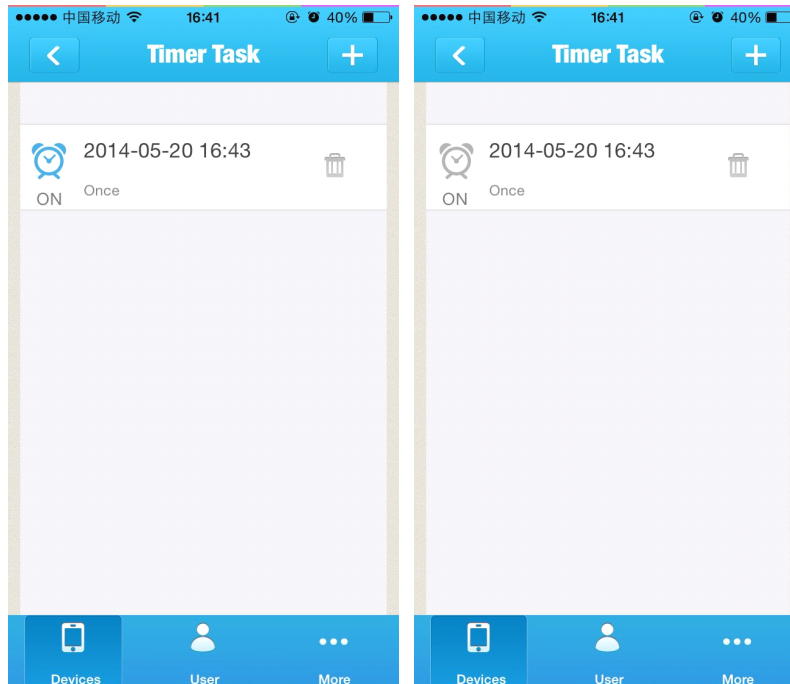 中国移动 16:41 40%
Timer Task
2014-05-20 16:43
ON Once
Devices User More
中国移动 16:41 40%
Timer Task
2014-05-20 16:43
ON Once
Devices User More